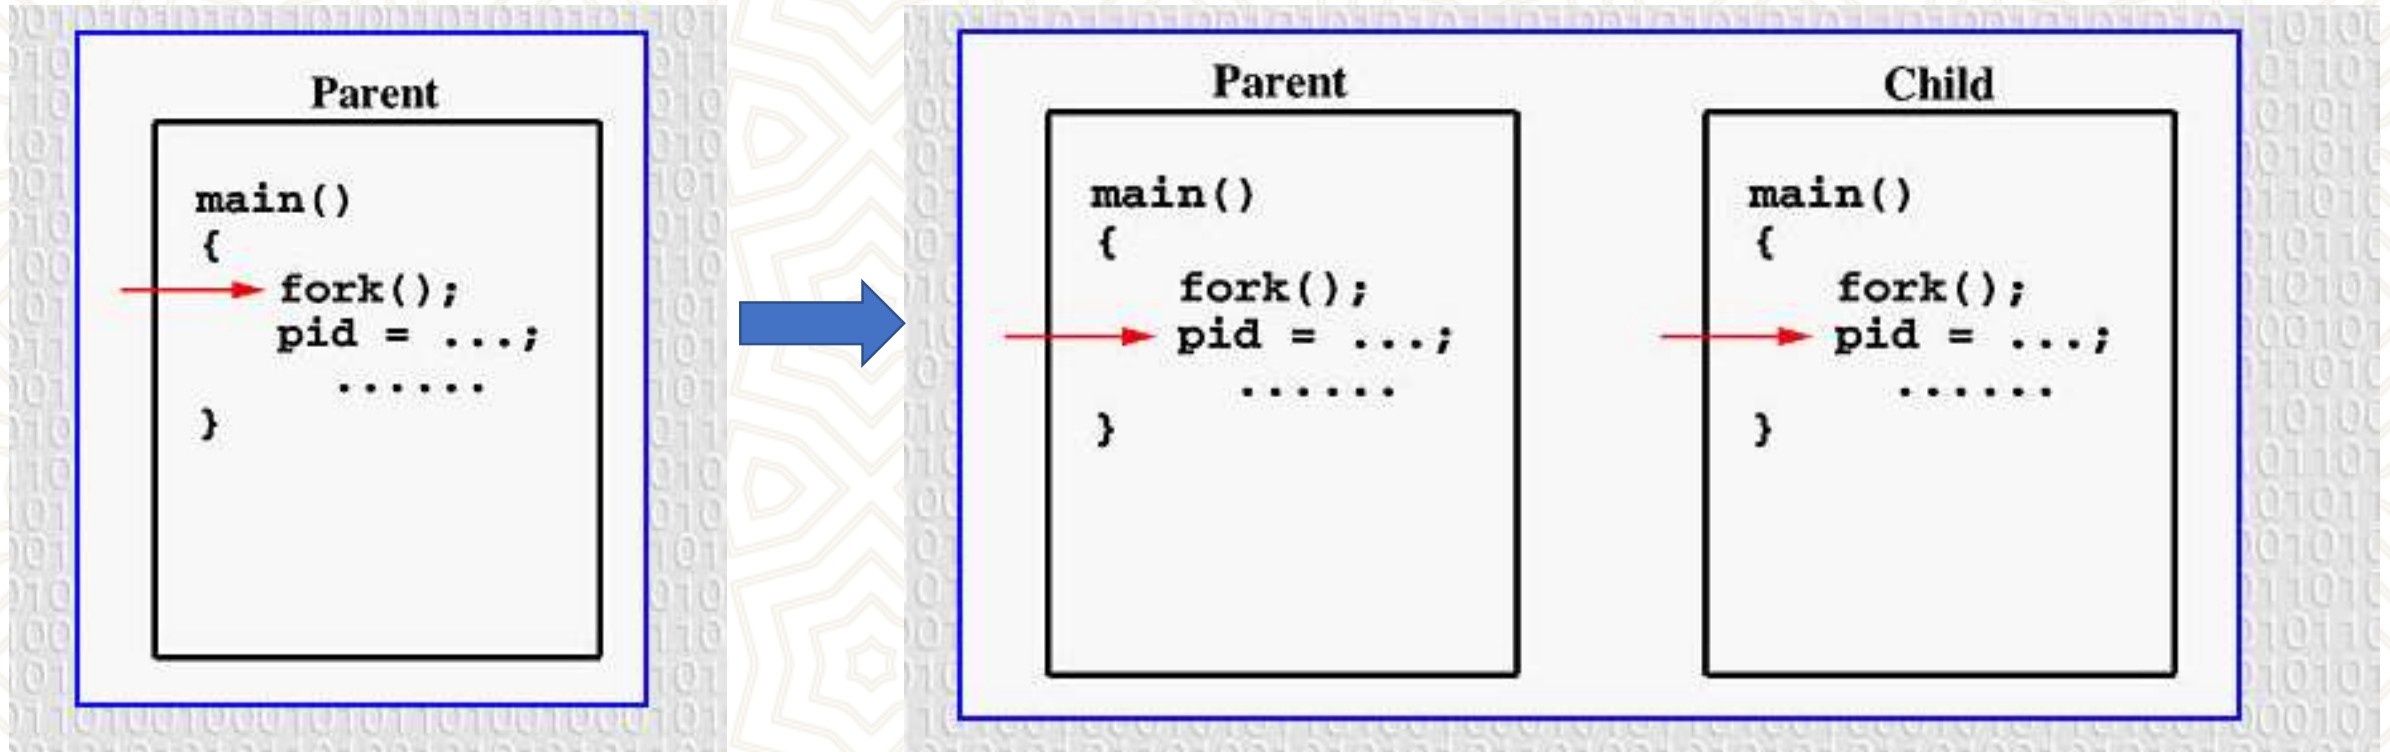 Parent
main()
{
fork();
pid = ...;
......
}
Parent
main()
{
fork();
pid = ...;
......
}
Child
main()
{
fork();
pid = ...;
......
}